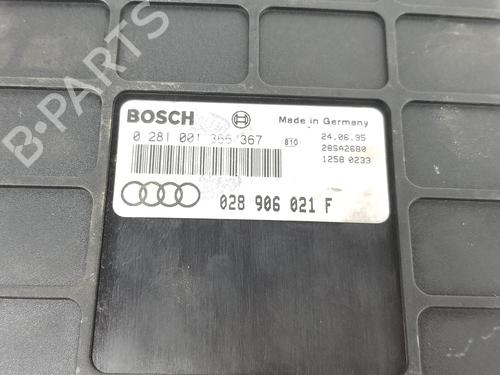 B-PARTS
BOSCH
Made in Germany
0 281 001 366/367
810
24.06.95
28SA2680
1258 0233
028 906 021 F